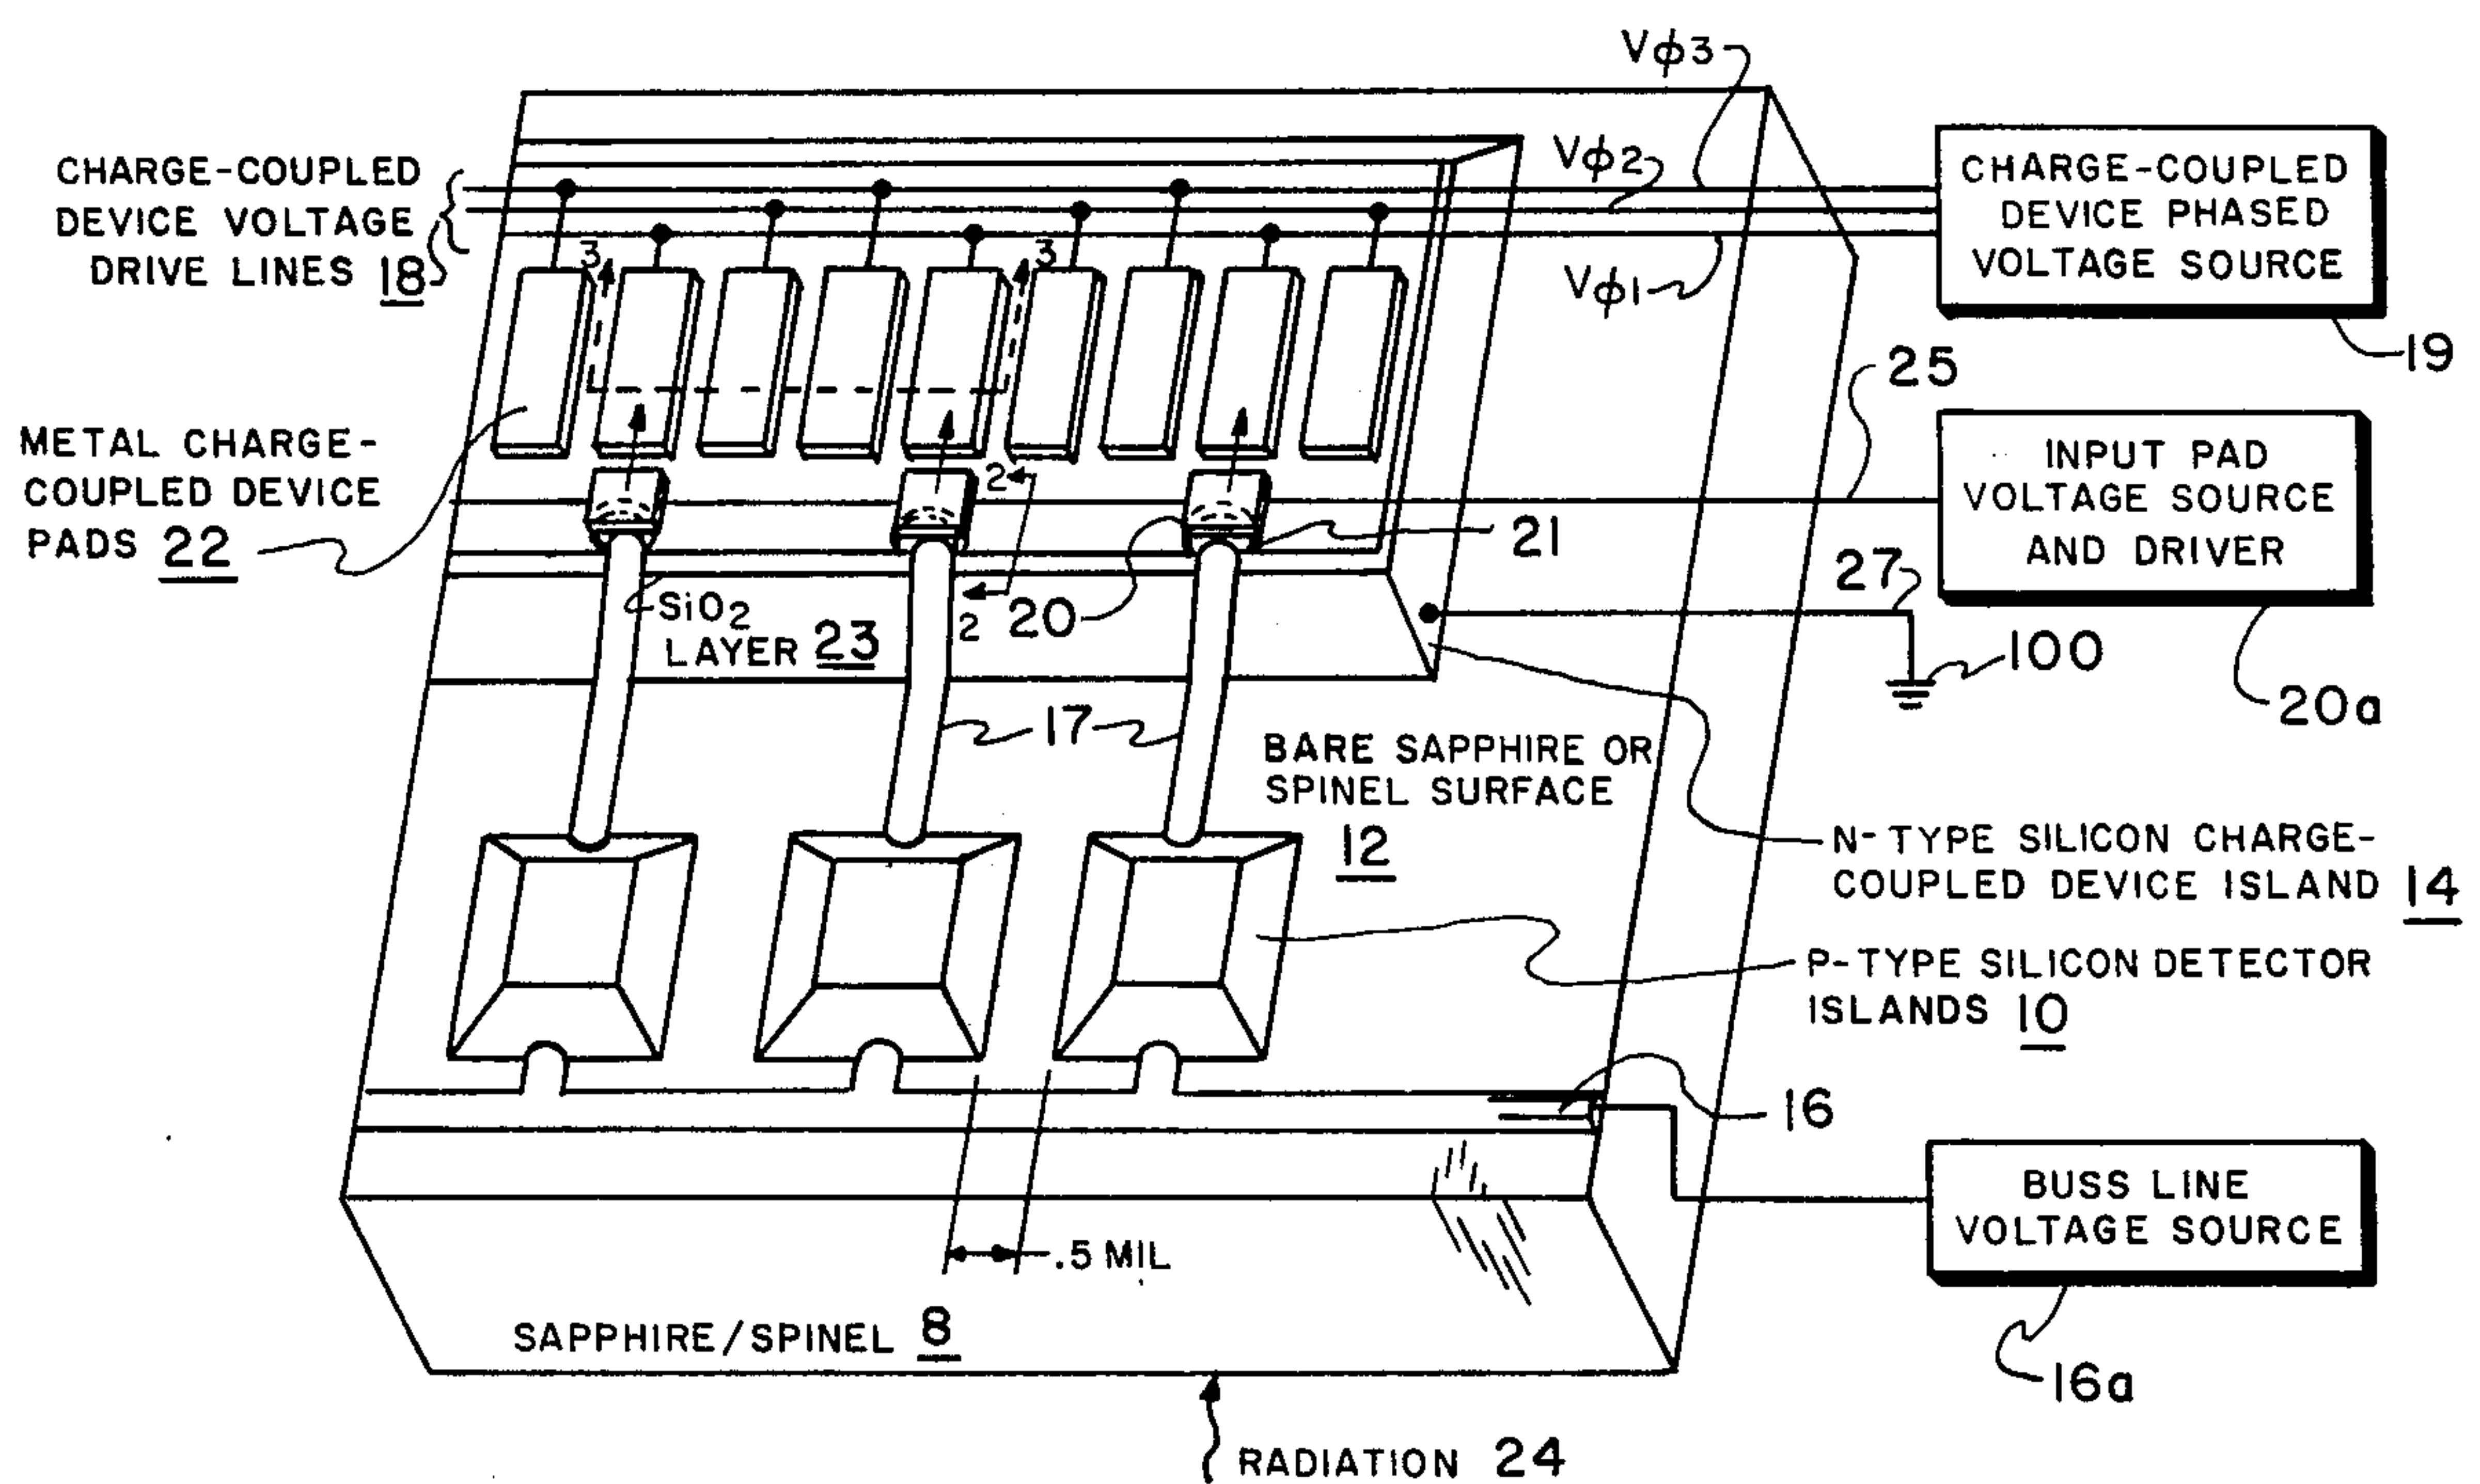 Vφ3
CHARGE-COUPLED
DEVICE VOLTAGE
DRIVE LINES 18
Vφ2
CHARGE-COUPLED
DEVICE PHASED
VOLTAGE SOURCE
3
3
Vφ1
19
25
METAL CHARGE-
COUPLED DEVICE
PADS 22
2
INPUT PAD
VOLTAGE SOURCE
AND DRIVER
21
27
SiO2
LAYER 23
2
20
100
20a
17
BARE SAPPHIRE OR
SPINEL SURFACE
12
N-TYPE SILICON CHARGE-
COUPLED DEVICE ISLAND 14
P-TYPE SILICON DETECTOR
ISLANDS 10
16
BUSS LINE
VOLTAGE SOURCE
.5 MIL
SAPPHIRE/SPINEL 8
16a
RADIATION 24